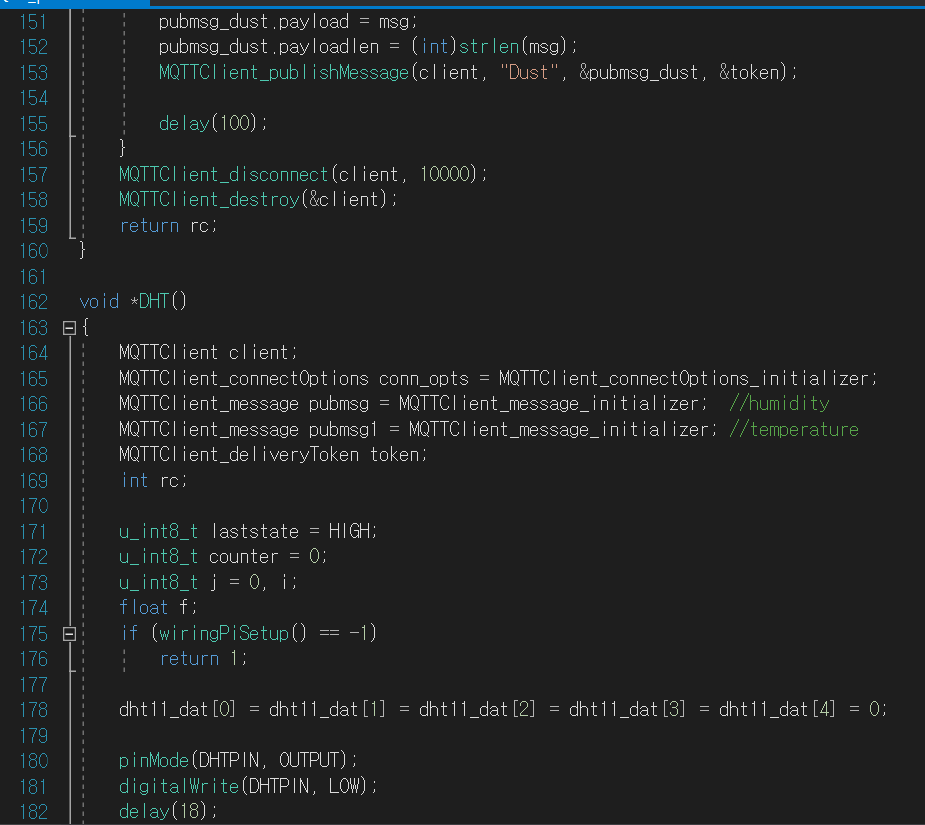 151 pubmsg_dust.payload = msg;
152 pubmsg_dust.payloadlen = (int)strlen(msg);
153 MQTTClient_publishMessage(client, "Dust", &pubmsg_dust, &token);
154
155 delay(100);
156 }
157 MQTTClient_disconnect(client, 10000);
158 MQTTClient_destroy(&client);
159 return rc;
160 }
161
162 void *DHT()
163 {
164 MQTTClient client;
165 MQTTClient_connectOptions conn_opts = MQTTClient_connectOptions_initializer;
166 MQTTClient_message pubmsg = MQTTClient_message_initializer; //humidity
167 MQTTClient_message pubmsg1 = MQTTClient_message_initializer; //temperature
168 MQTTClient_deliveryToken token;
169 int rc;
170
171 u_int8_t laststate = HIGH;
172 u_int8_t counter = 0;
173 u_int8_t j = 0, i;
174 float f;
175 if (wiringPiSetup() == -1)
176 return 1;
177
178 dht11_dat[0] = dht11_dat[1] = dht11_dat[2] = dht11_dat[3] = dht11_dat[4] = 0;
179
180 pinMode(DHTPIN, OUTPUT);
181 digitalWrite(DHTPIN, LOW);
182 delay(18);